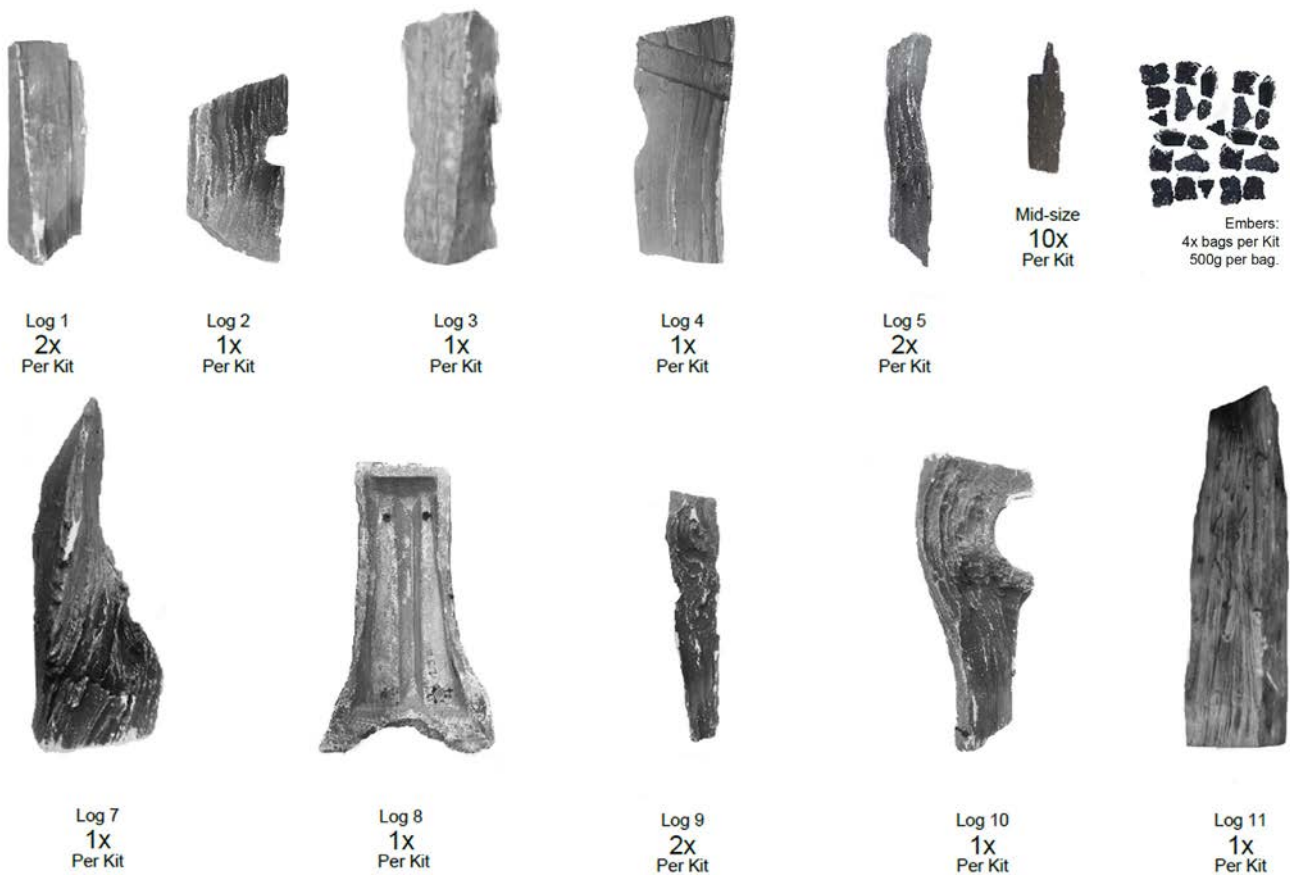 Log 1
2x
Per Kit
Log 2
1x
Per Kit
Log 3
1x
Per Kit
Log 4
1x
Per Kit
Log 5
2x
Per Kit
Mid-size
10x
Per Kit
Embers:
4x bags per Kit
500g per bag.
Log 7
1x
Per Kit
Log 8
1x
Per Kit
Log 9
2x
Per Kit
Log 10
1x
Per Kit
Log 11
1x
Per Kit